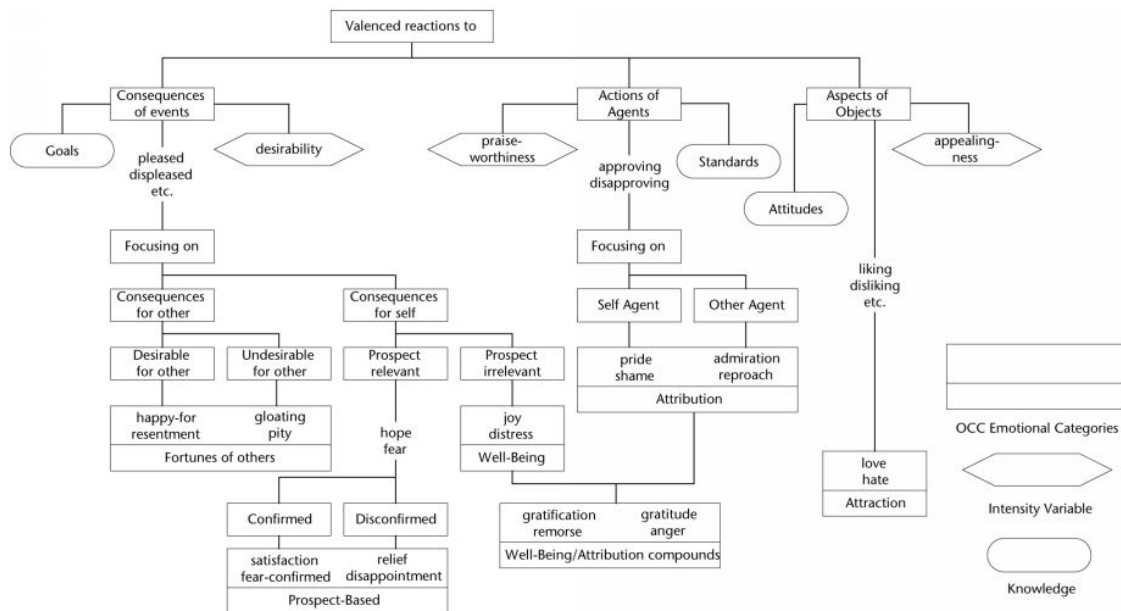 Valenced reactions to
Consequences
of events
Actions of
Agents
Aspects of
Objects
Goals
desirability
praise-
worthiness
Standards
appealing-
ness
Attitudes
pleased
displeased
etc.
approving
disapproving
Focusing on
Focusing on
liking
disliking
etc.
Consequences
for other
Consequences
for self
Self Agent
Other Agent
Desirable
for other
Undesirable
for other
Prospect
relevant
Prospect
irrelevant
pride
shame
admiration
reproach
Attribution
happy-for
resentment
gloating
pity
Fortunes of others
hope
fear
joy
distress
Well-Being
love
hate
Attraction
Confirmed
Disconfirmed
gratification
remorse
gratitude
anger
Well-Being/Attribution compounds
satisfaction
fear-confirmed
relief
disappointment
Prospect-Based
OCC Emotional Categories
Intensity Variable
Knowledge